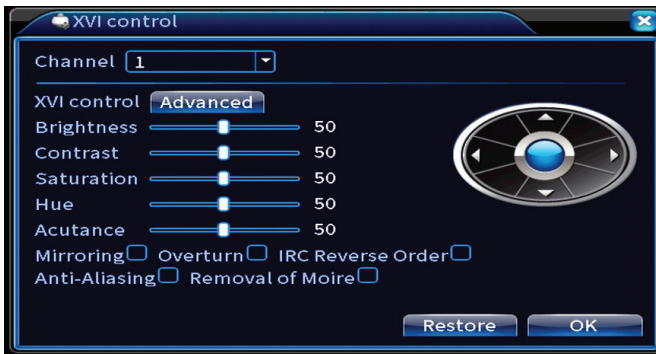 XVI control
Channel 1
XVI control Advanced
Brightness 50
Contrast 50
Saturation 50
Hue 50
Acutance 50
Mirroring Overturn IRC Reverse Order
Anti-Aliasing Removal of Moire
Restore OK